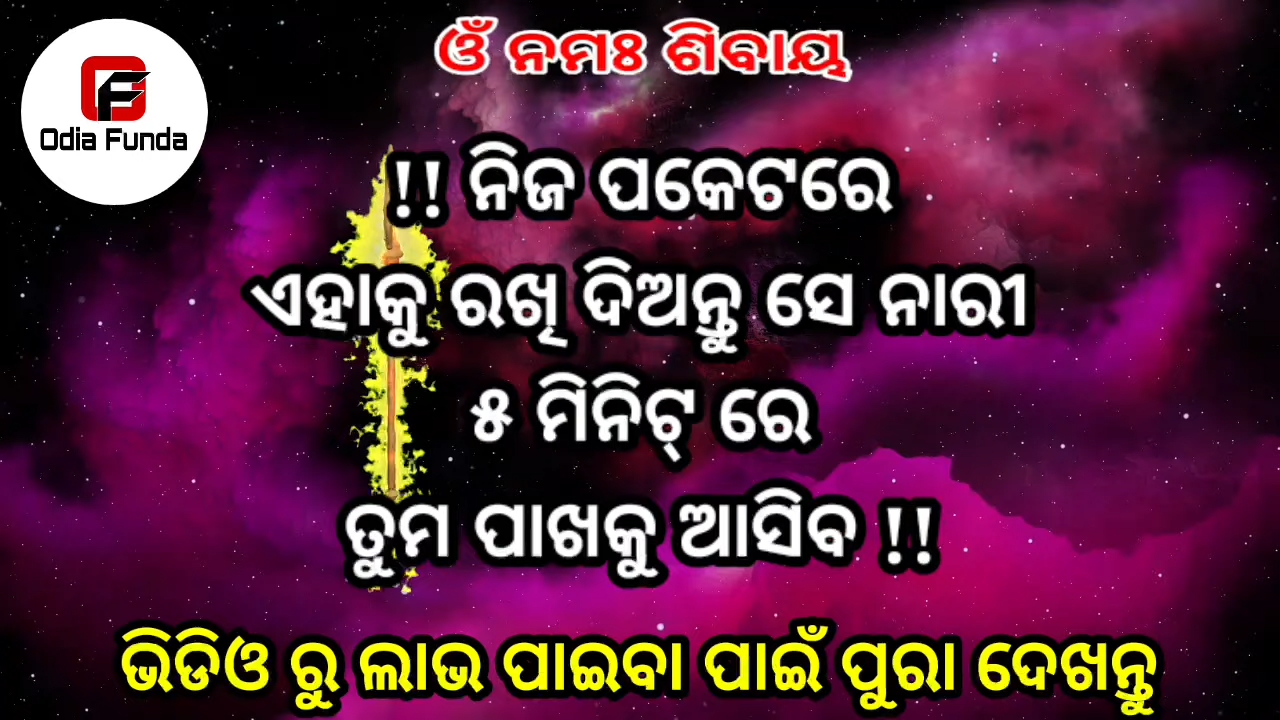 ଓଁ ନମଃ ଶିବାୟ
Odia Funda
!! ନିଜ ପକେଟରେ
ଏହାକୁ ରଖି ଦିଅନ୍ତୁ ସେ ନାରୀ
୫ ମିନିଟ୍ ରେ
ତୁମ ପାଖକୁ ଆସିବ !!
ଭିଡିଓ ରୁ ଲାଭ ପାଇବା ପାଇଁ ପୁରା ଦେଖନ୍ତୁ